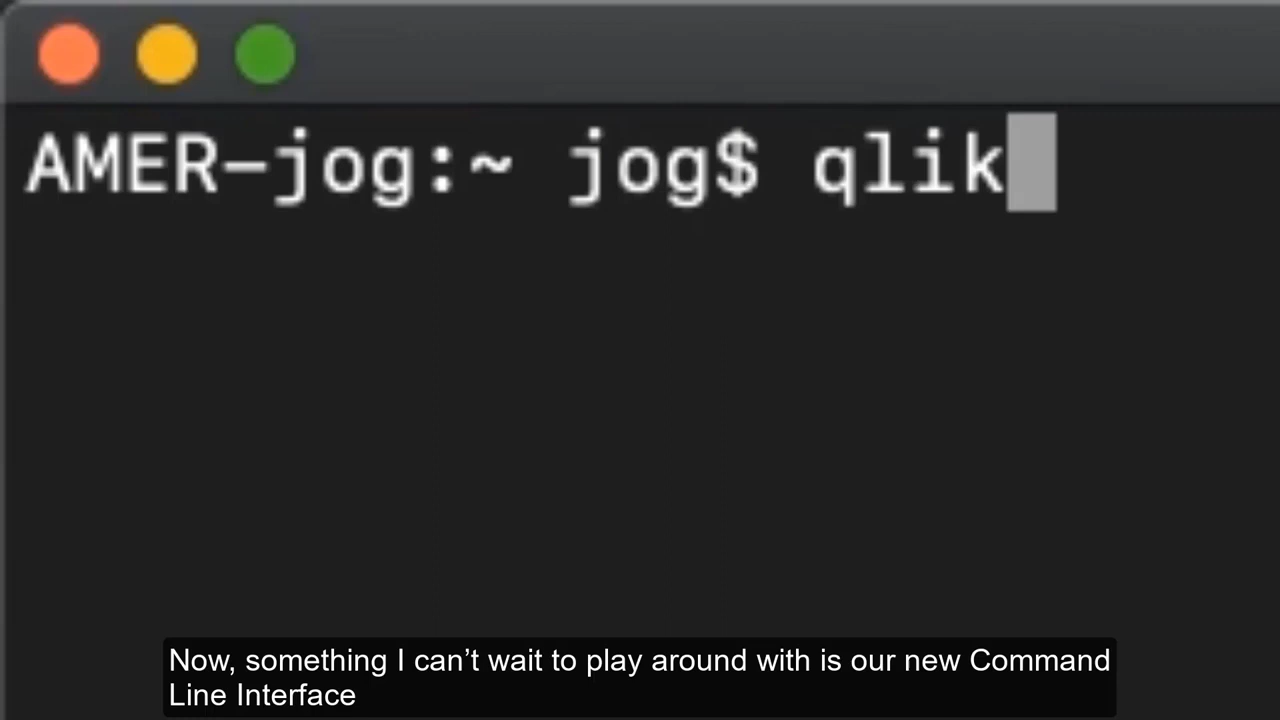 AMER-jog:~ jog$ qlik
Now, something I can’t wait to play around with is our new Command
Line Interface